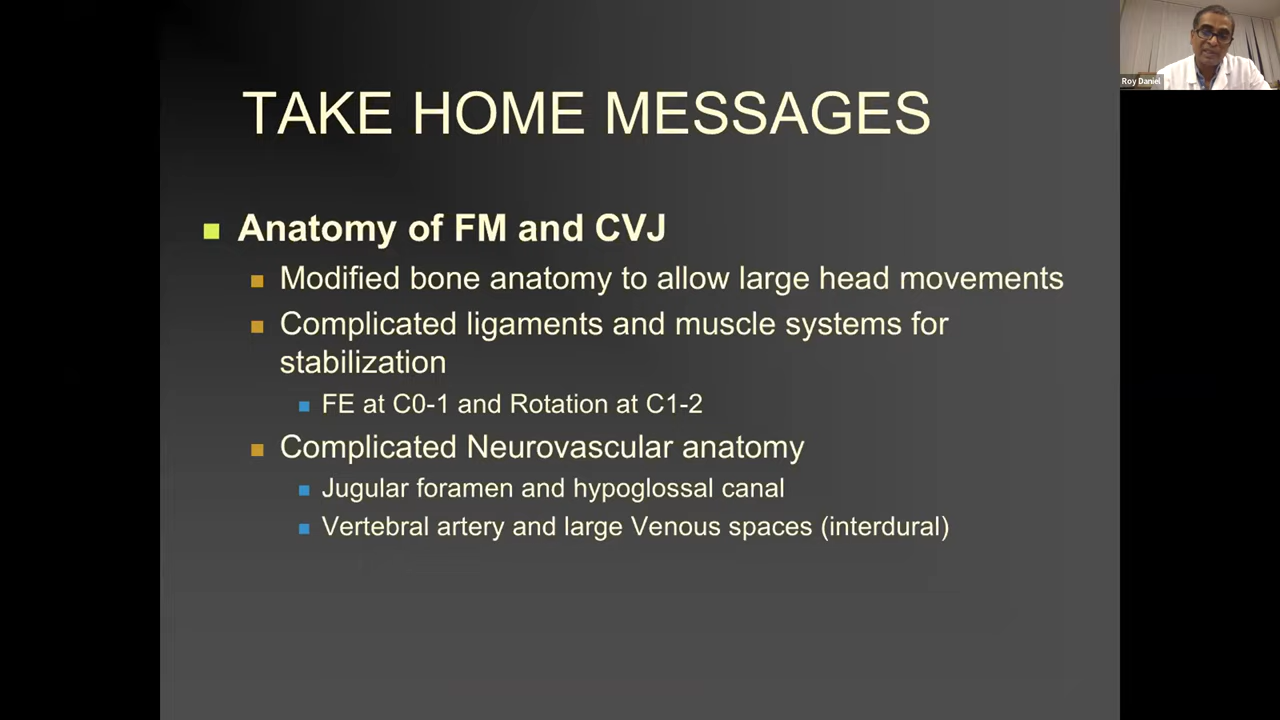 TAKE HOME MESSAGES
Anatomy of FM and CVJ
Modified bone anatomy to allow large head movements
Complicated ligaments and muscle systems for
stabilization
FE at C0-1 and Rotation at C1-2
Complicated Neurovascular anatomy
Jugular foramen and hypoglossal canal
Vertebral artery and large Venous spaces (interdural)
Roy Daniel